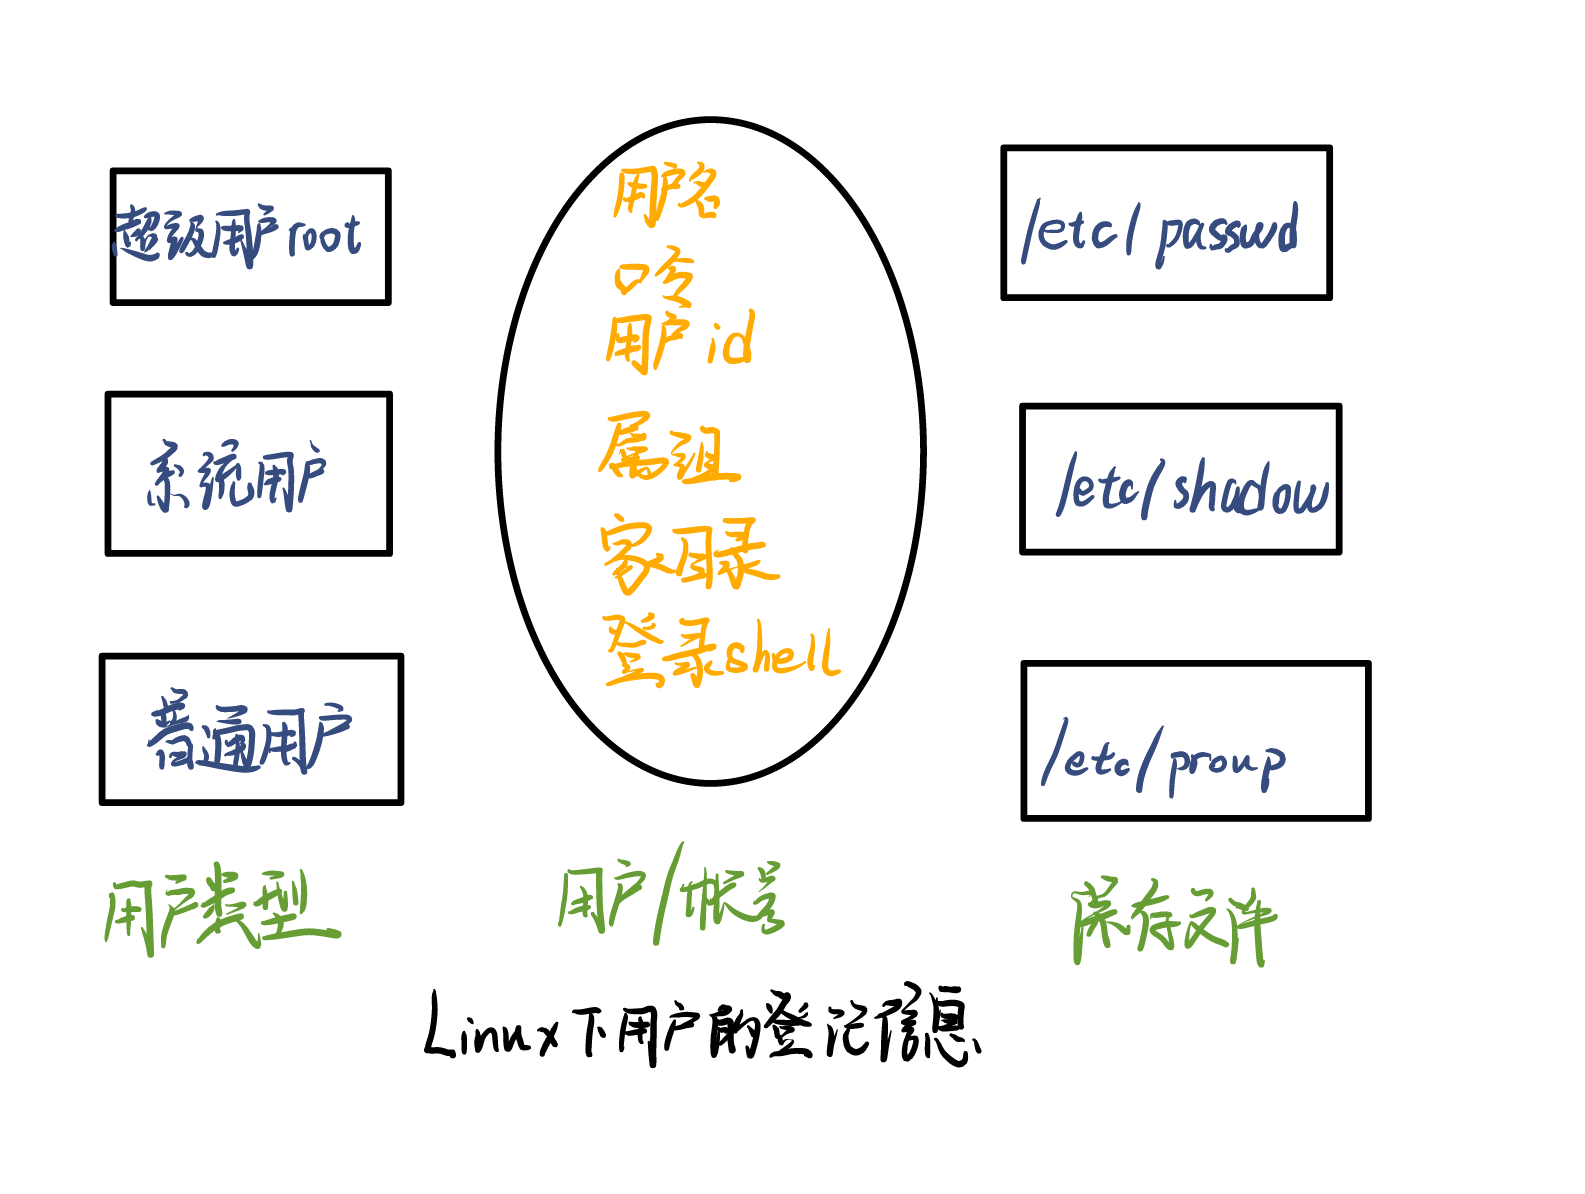 超级用户root
系统用户
普通用户
用户类型
用户名
口令
用户id
属组
家目录
登录shell
用户/帐号
/etc/passwd
/etc/shadow
/etc/proup
保存文件
Linux下用户的登记信息